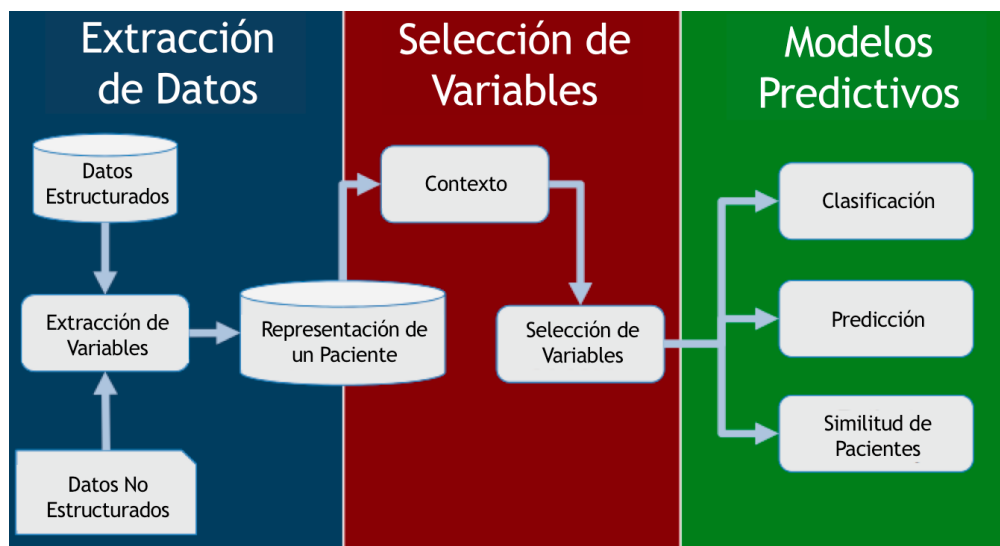 Extracción
de Datos
Selección de
Variables
Modelos
Predictivos
Datos
Estructurados
Extracción de
Variables
Datos No
Estructurados
Representación de
un Paciente
Contexto
Selección de
Variables
Clasificación
Predicción
Similitud de
Pacientes